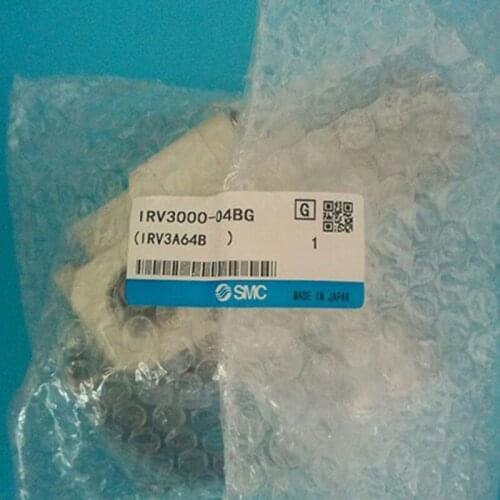 IRV3000-04BG
G
(IRV3A64B )
1
SMC
MADE IN JAPAN